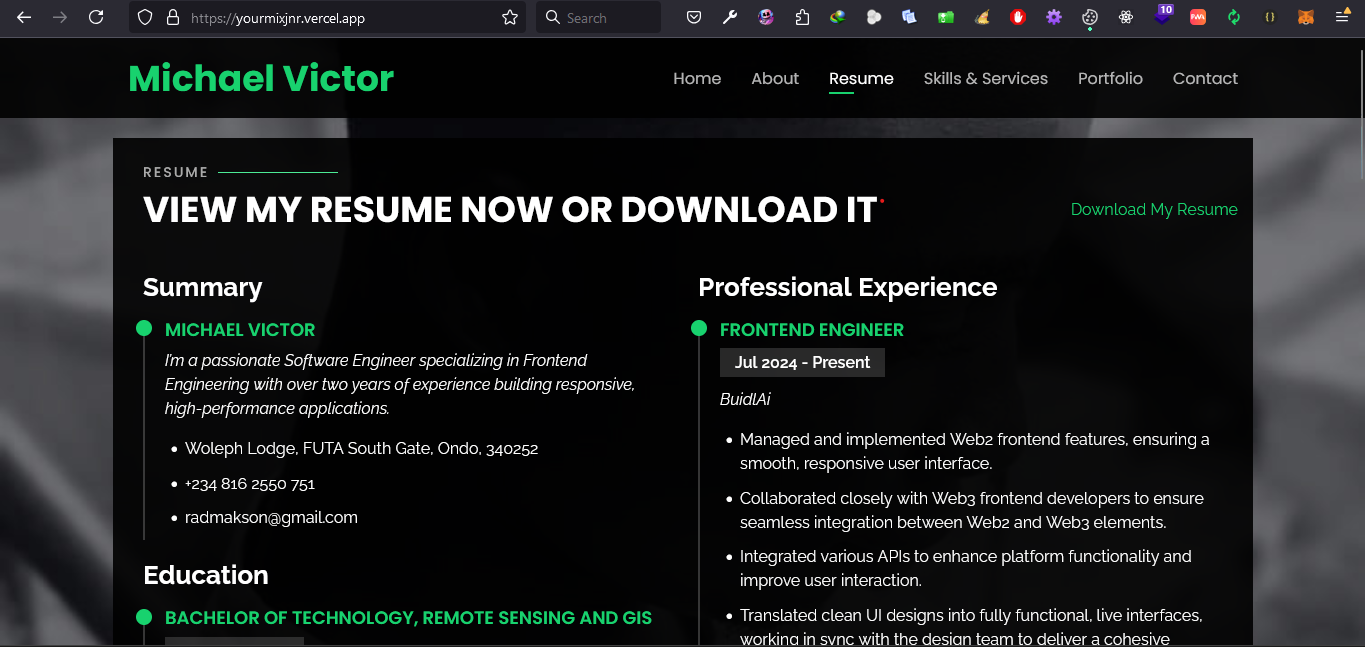 https://yourmixjnr.vercel.app
Search
10
Michael Victor
Home
About
Resume
Skills & Services
Portfolio
Contact
RESUME
VIEW MY RESUME NOW OR DOWNLOAD IT
Download My Resume
Summary
MICHAEL VICTOR
I'm a passionate Software Engineer specializing in Frontend
Engineering with over two years of experience building responsive,
high-performance applications.
• Woleph Lodge, FUTA South Gate, Ondo, 340252
• +234 816 2550 751
• radmakson@gmail.com
Education
BACHELOR OF TECHNOLOGY, REMOTE SENSING AND GIS
Professional Experience
FRONTEND ENGINEER
Jul 2024 - Present
BuidlAi
• Managed and implemented Web2 frontend features, ensuring a
smooth, responsive user interface.
• Collaborated closely with Web3 frontend developers to ensure
seamless integration between Web2 and Web3 elements.
• Integrated various APIs to enhance platform functionality and
improve user interaction.
• Translated clean UI designs into fully functional, live interfaces,
working in sync with the design team to deliver a cohesive